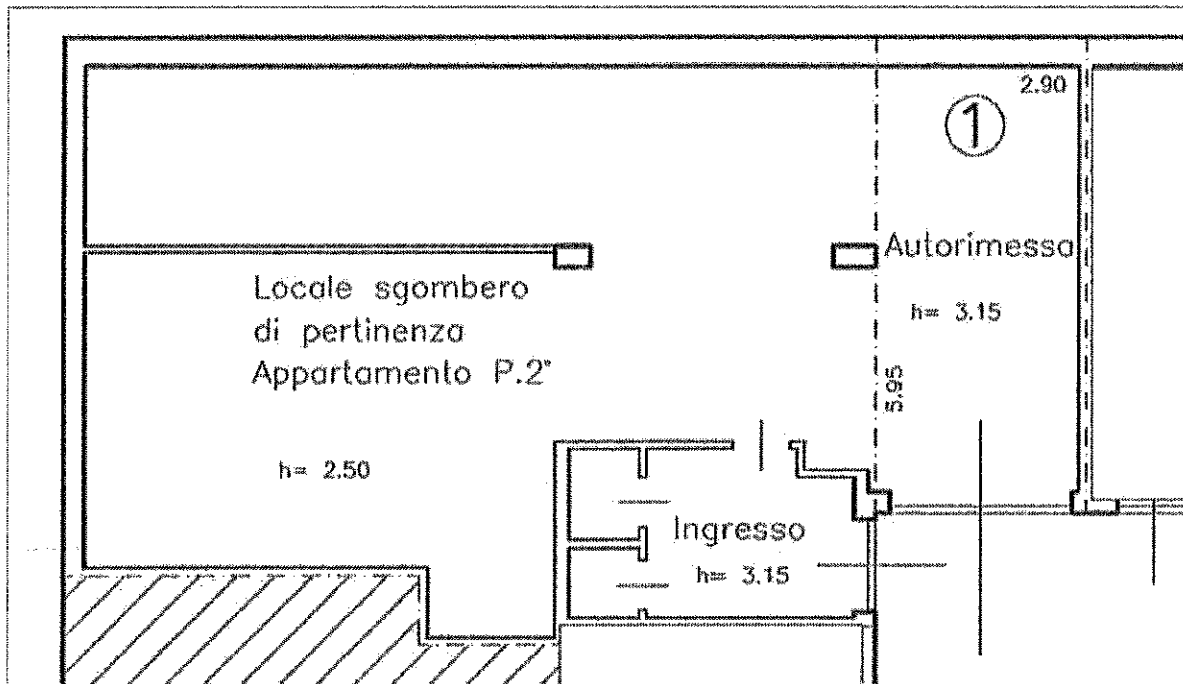 2.90
1
Autorimessa
h= 3.15
5.95
Locale sgombero
di pertinenza
Appartamento P.2°
h= 2.50
Ingresso
h= 3.15